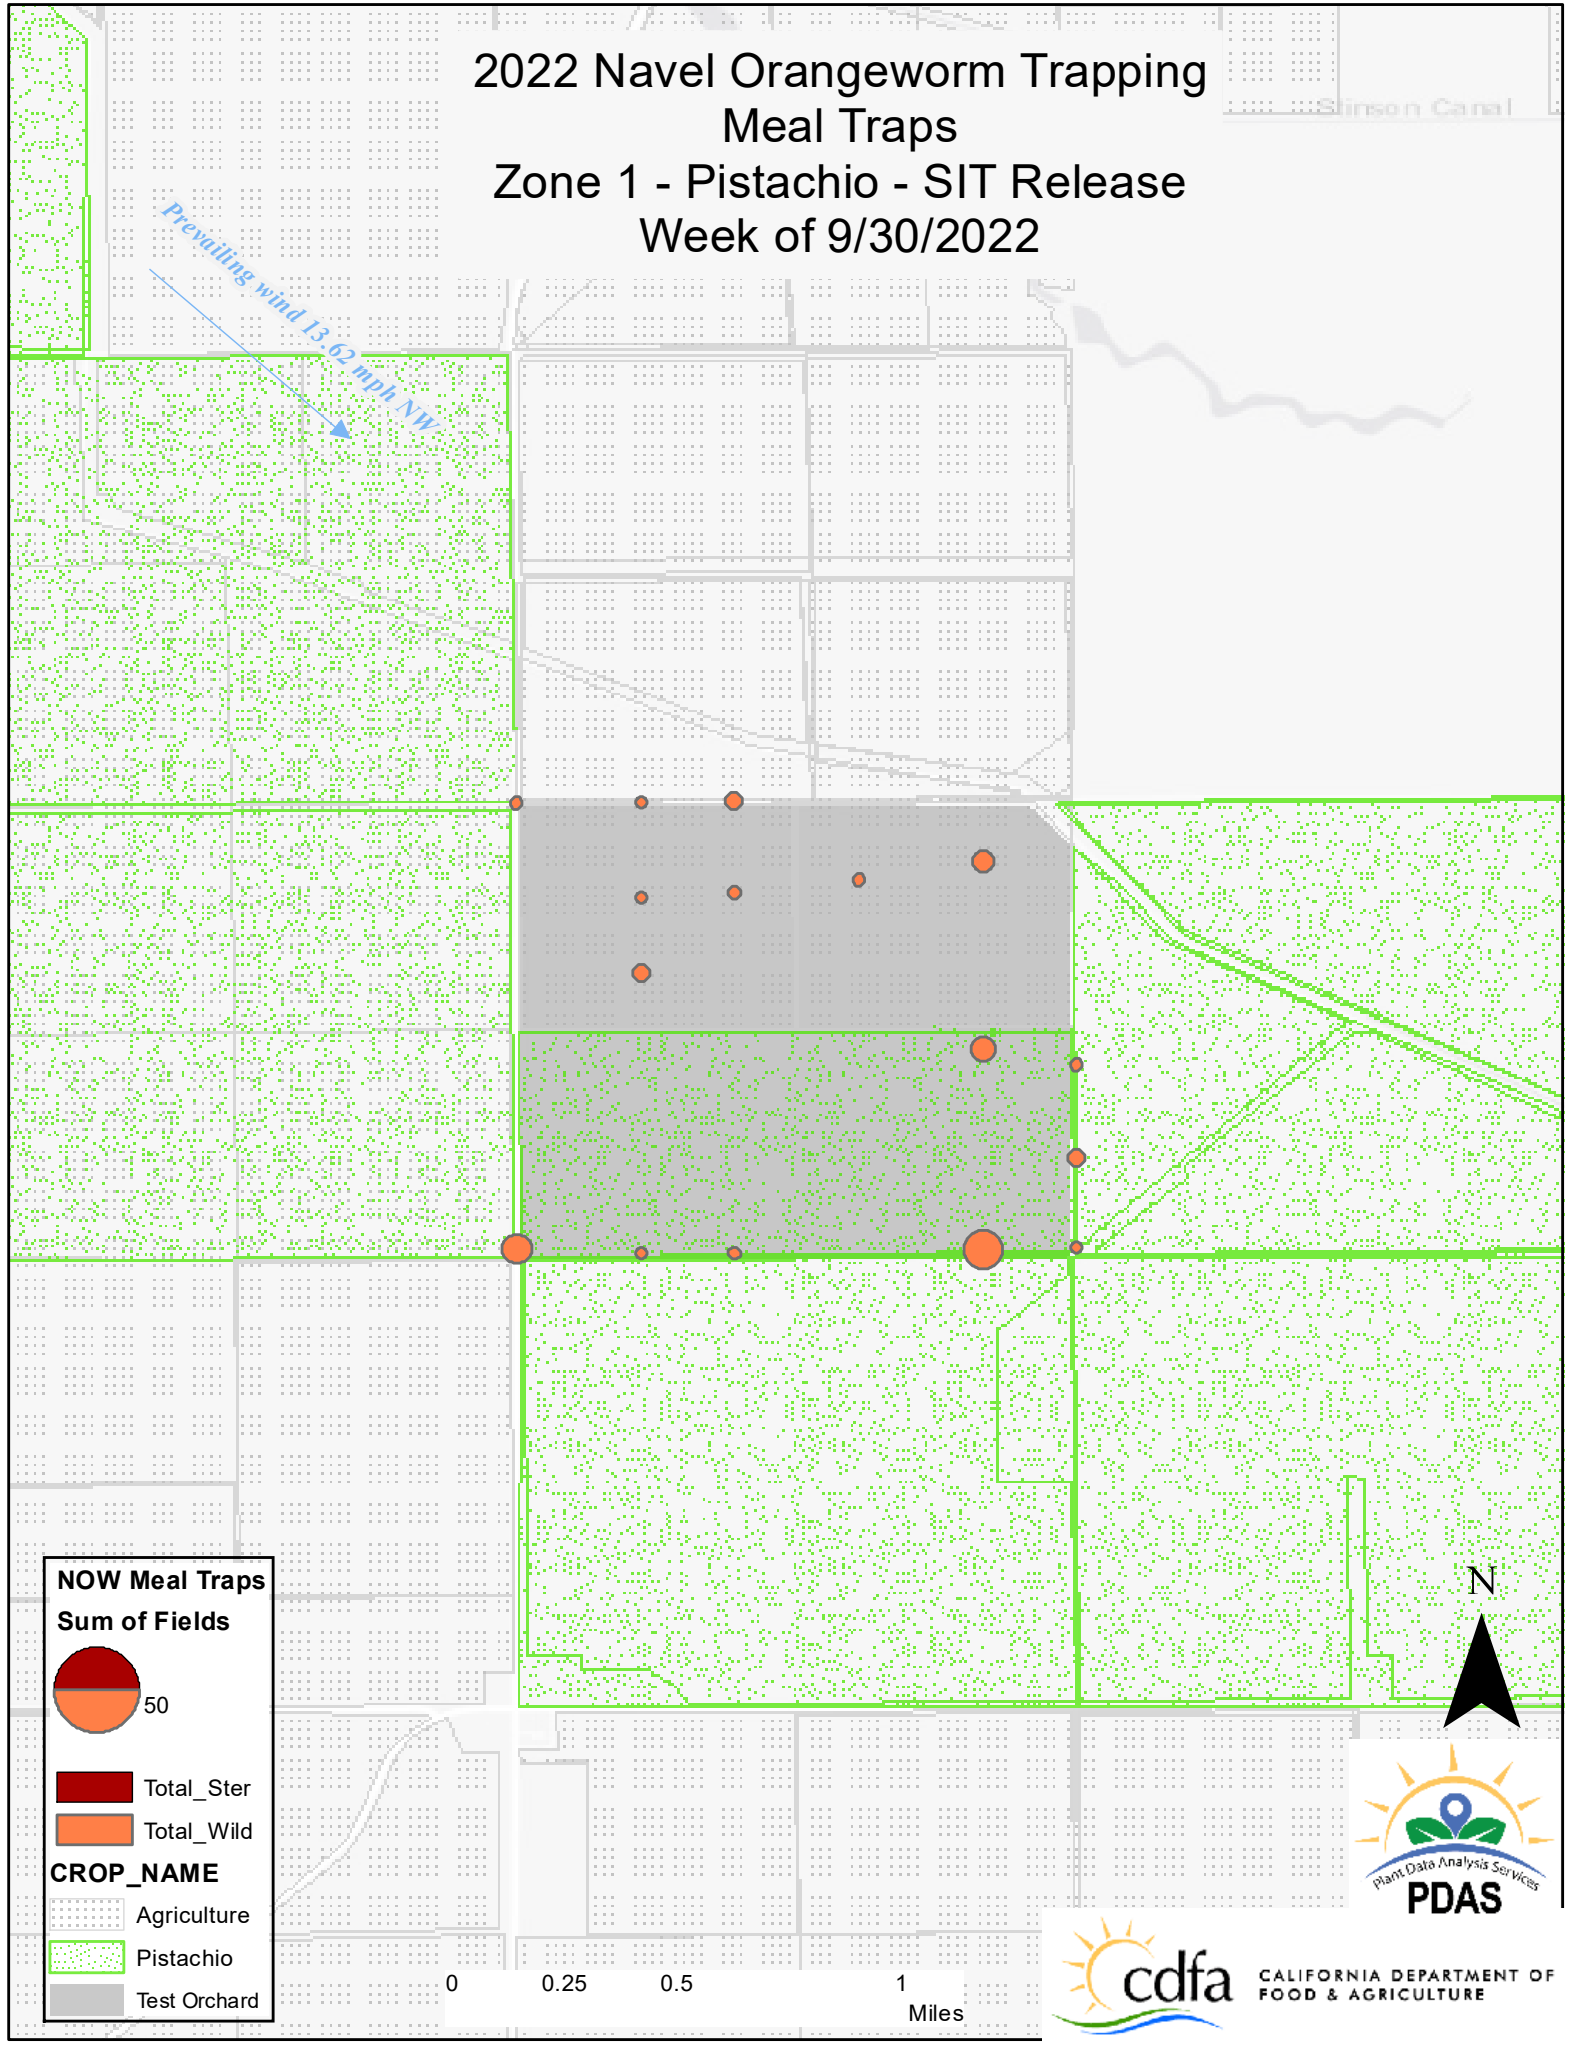 2022 Navel Orangeworm Trapping
Meal Traps
Zone 1 - Pistachio - SIT Release
Week of 9/30/2022
Stinson Canal
Prevailing wind 13.62 mph NW
NOW Meal Traps
Sum of Fields
50
Total_Ster
Total_Wild
CROP_NAME
Agriculture
Pistachio
Test Orchard
0 0.25 0.5 1
Miles
N
Plant Data Analysis Services
PDAS
cdfa
CALIFORNIA DEPARTMENT OF
FOOD & AGRICULTURE